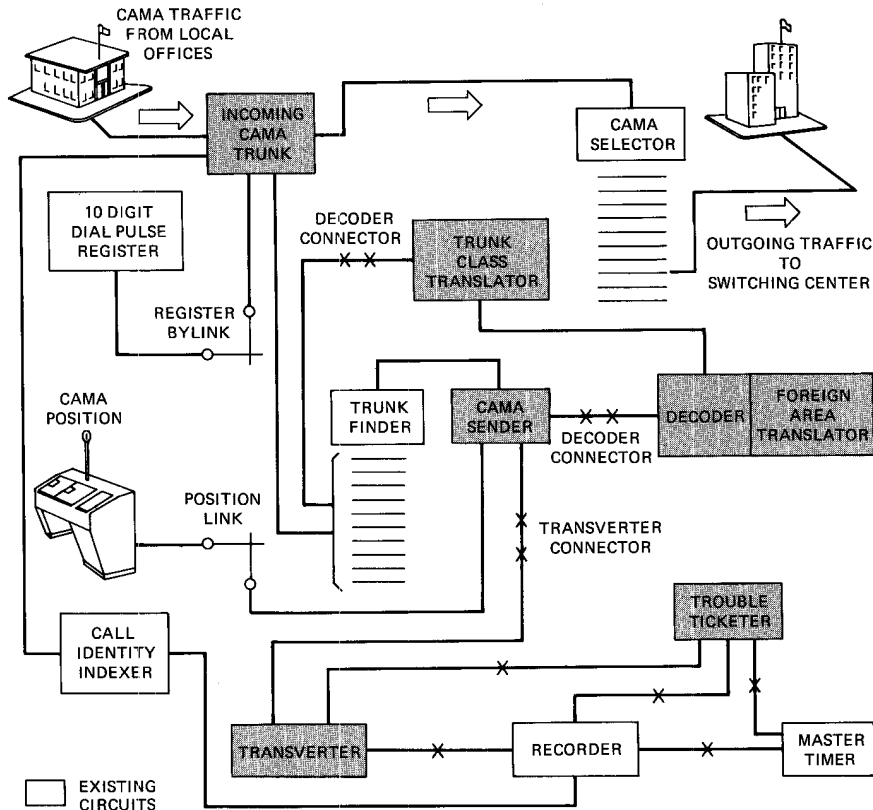 CAMA TRAFFIC
FROM LOCAL
OFFICES
INCOMING
CAMA
TRUNK
CAMA
SELECTOR
10 DIGIT
DIAL PULSE
REGISTER
DECODER
CONNECTOR
TRUNK
CLASS
TRANSLATOR
OUTGOING TRAFFIC
TO
SWITCHING CENTER
REGISTER
BYLINK
CAMA
POSITION
TRUNK
FINDER
CAMA
SENDER
DECODER
CONNECTOR
DECODER
FOREIGN
AREA
TRANSLATOR
POSITION
LINK
TRANSVERTER
CONNECTOR
CALL
IDENTITY
INDEXER
TROUBLE
TICKETER
TRANSVERTER
RECORDER
MASTER
TIMER
EXISTING
CIRCUITS